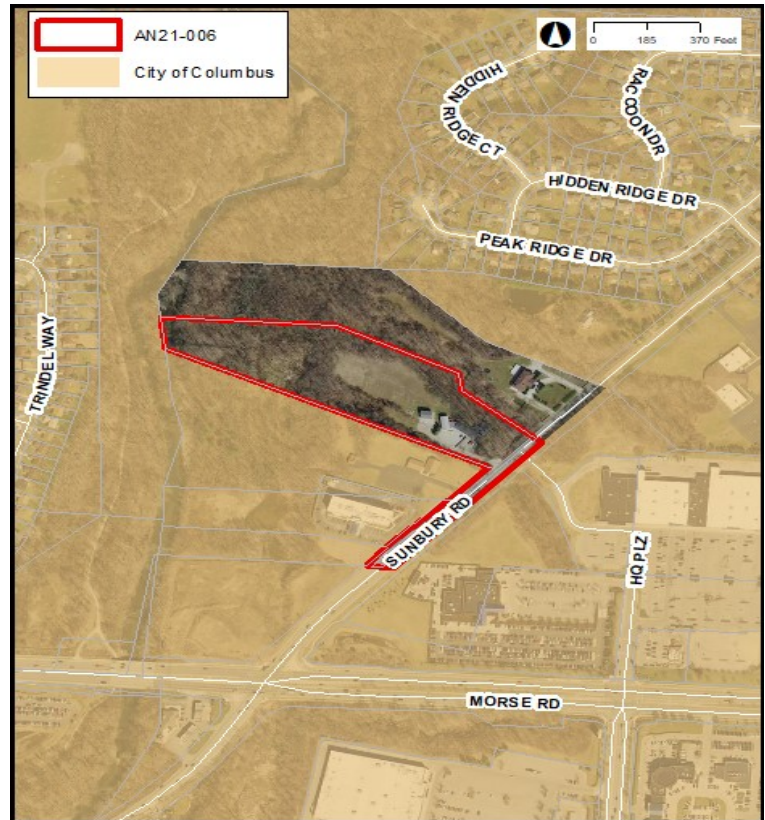 AN21-006
City of Columbus
0 185 370 Feet
HIDDEN RIDGE CT
RACCOON DR
HIDDEN RIDGE DR
PEAK RIDGE DR
TRINDEL WAY
SUNBURY RD
HQ PLZ
MORSE RD